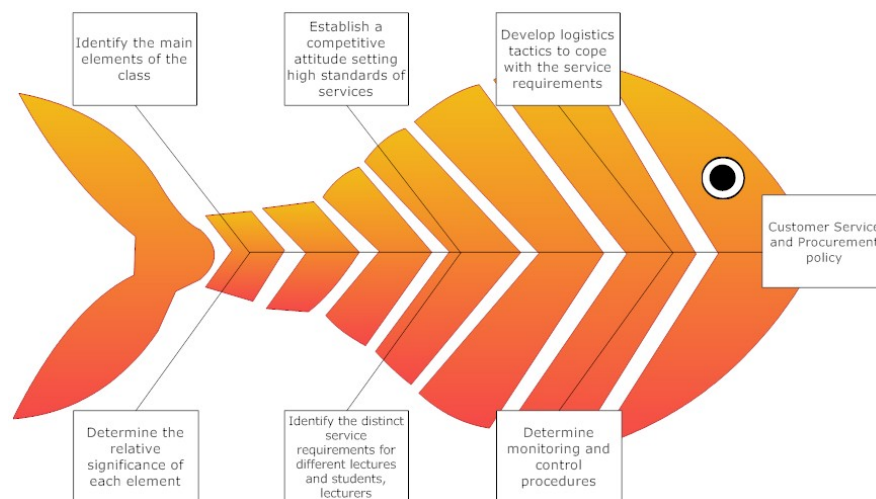 Identify the main
elements of the
class
Establish a
competitive
attitude setting
high standards of
services
Develop logistics
tactics to cope
with the service
requirements
Customer Service
and Procurement
policy
Determine the
relative
significance of
each element
Identify the distinct
service
requirements for
different lectures
and students,
lecturers
Determine
monitoring and
control
procedures